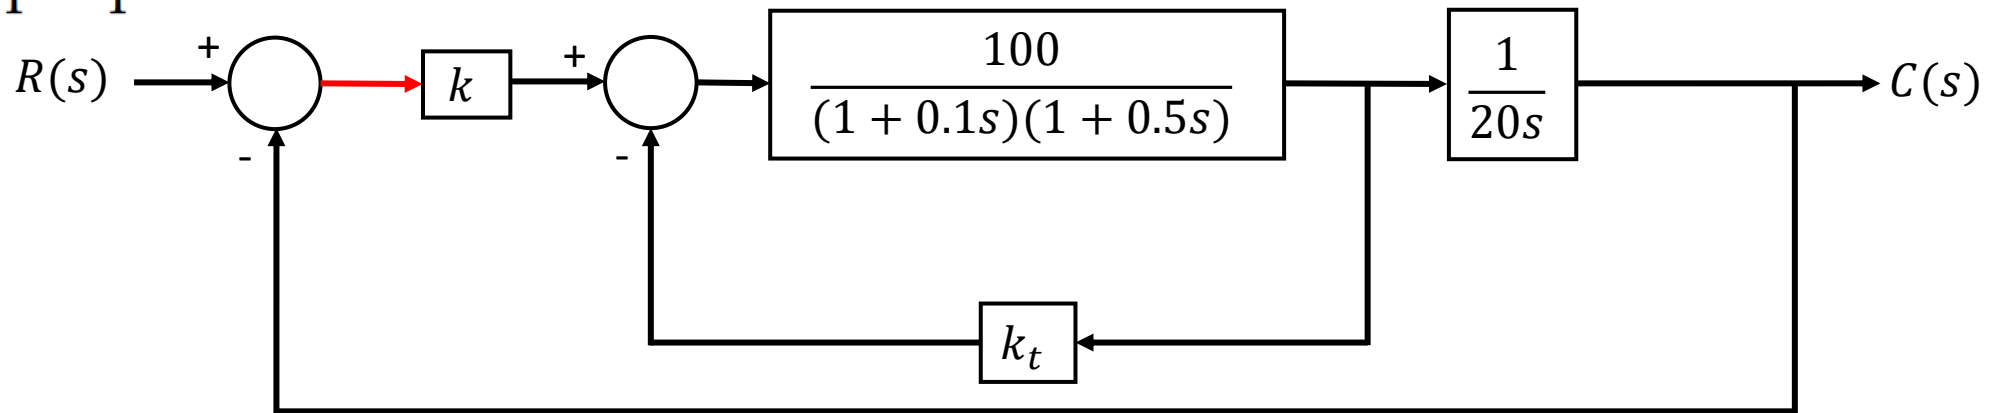 R(s)
+
-
k
+
-
100
(1 + 0.1s)(1 + 0.5s)
1
20s
C(s)
k_t